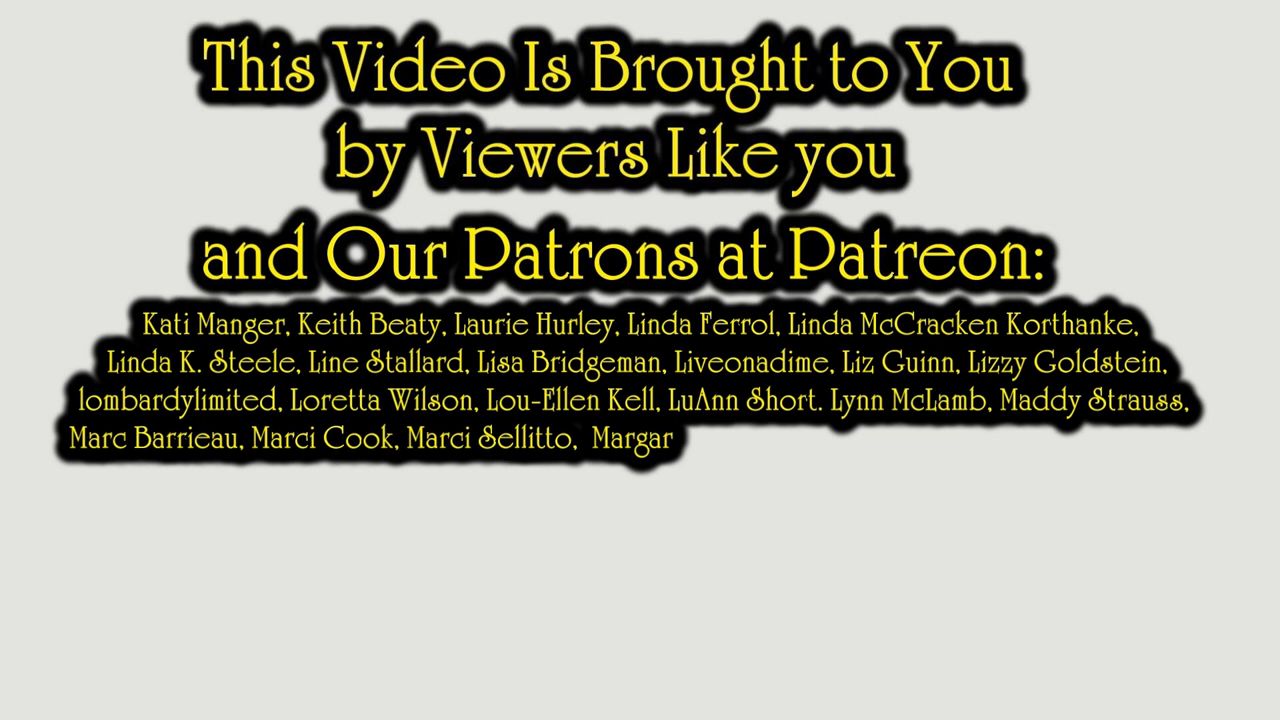 This Video Is Brought to You
by Viewers Like you
and Our Patrons at Patreon:
Kati Manger, Keith Beaty, Laurie Hurley, Linda Ferrol, Linda McCracken Korthanke,
Linda K. Steele, Line Stallard, Lisa Bridgeman, Liveonadime, Liz Guinn, Lizzy Goldstein,
lombardylimited, Loretta Wilson, Lou-Ellen Kell, LuAnn Short. Lynn McLamb, Maddy Strauss,
Marc Barrieau, Marci Cook, Marci Sellitto,  Margar